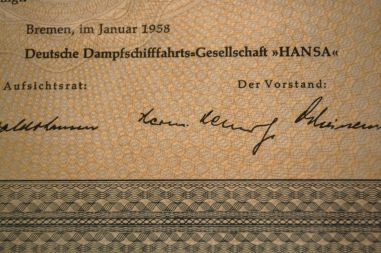 Bremen, im Januar 1958
Deutsche Dampfschifffahrts-Gesellschaft »HANSA«
Aufsichtsrat: Der Vorstand: